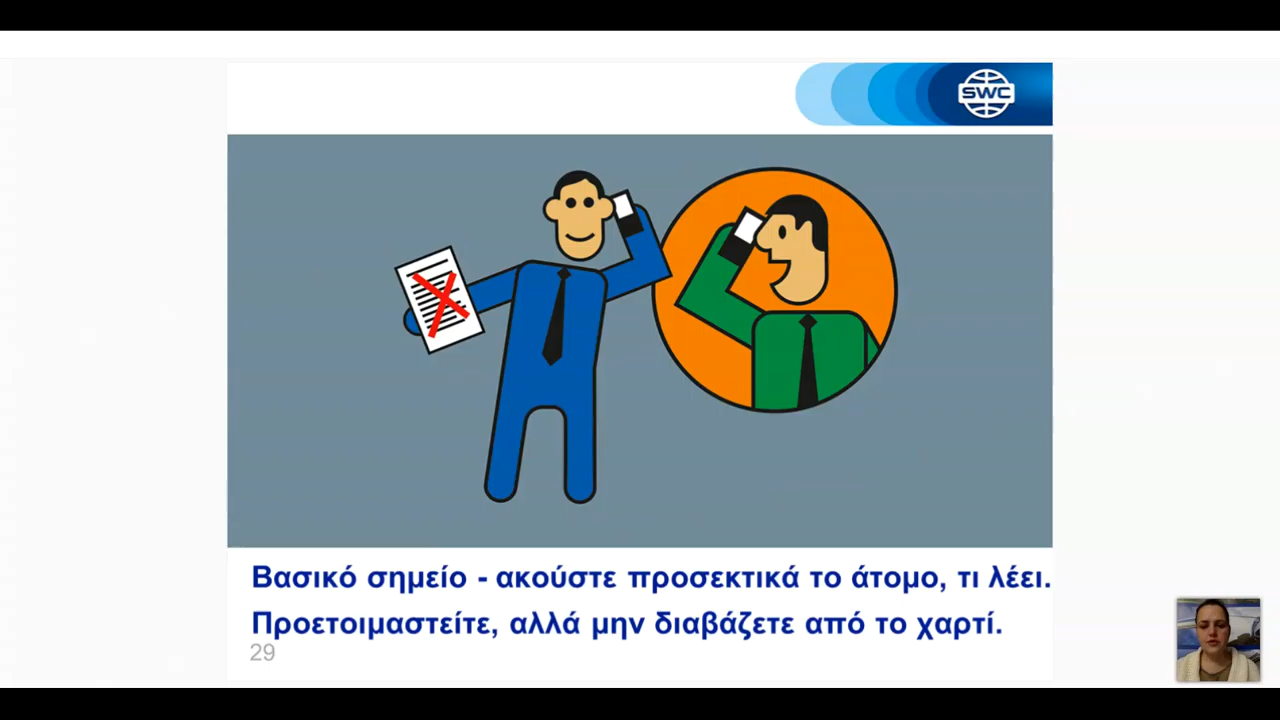 SWC
Βασικό σημείο - ακούστε προσεκτικά το άτομο, τι λέει.
Προετοιμαστείτε, αλλά μην διαβάζετε από το χαρτί.
29